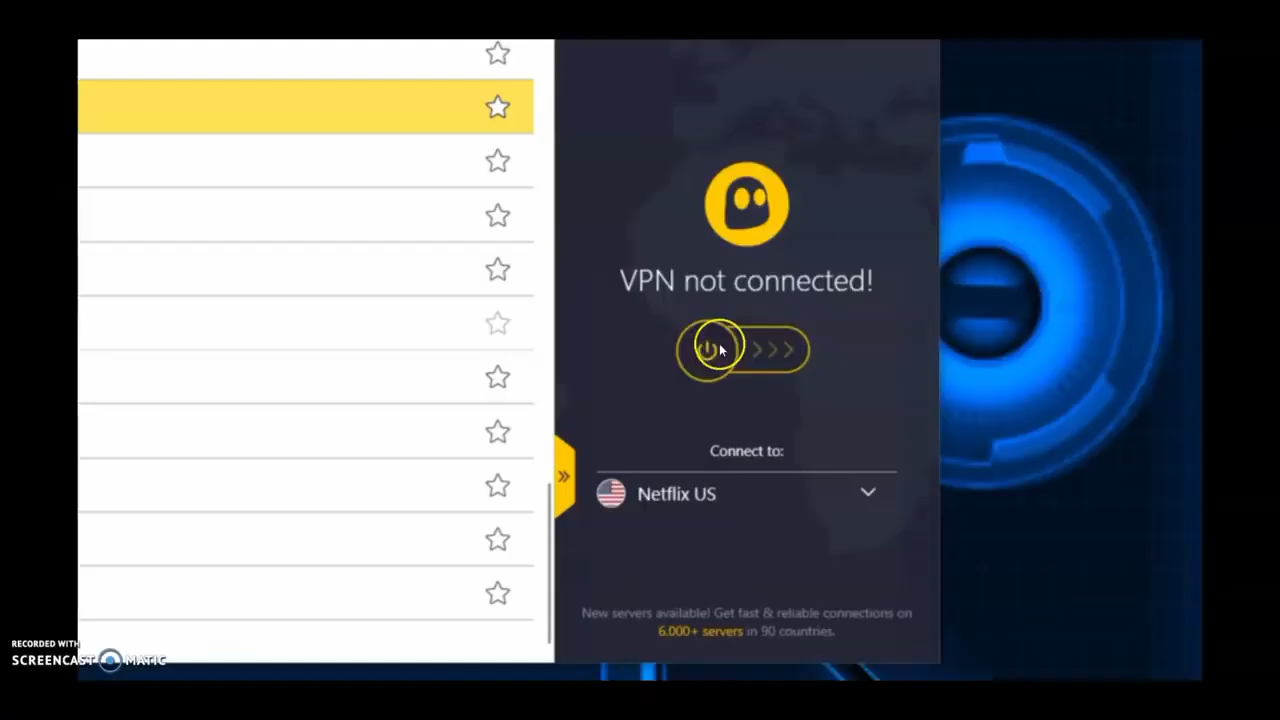 VPN not connected!
Connect to:
Netflix US
New servers available! Get fast & reliable connections on
6.000+ servers in 90 countries.
RECORDED WITH
SCREENCAST MATIC